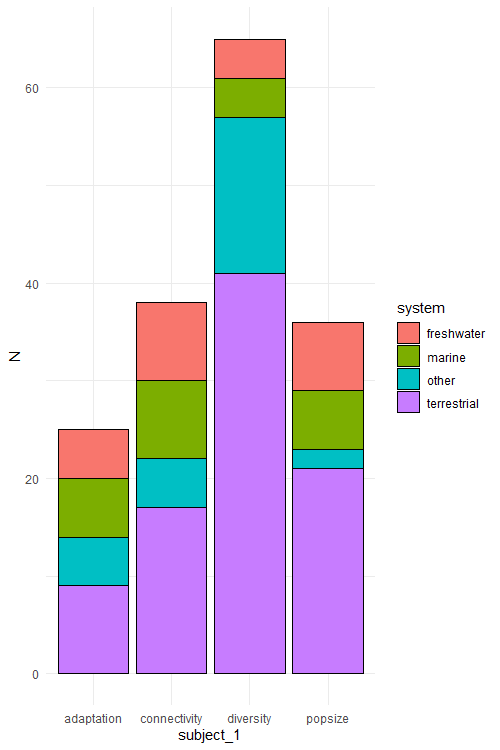 60
40
20
0
N
adaptation connectivity diversity popsize
subject_1
system
freshwater
marine
other
terrestrial